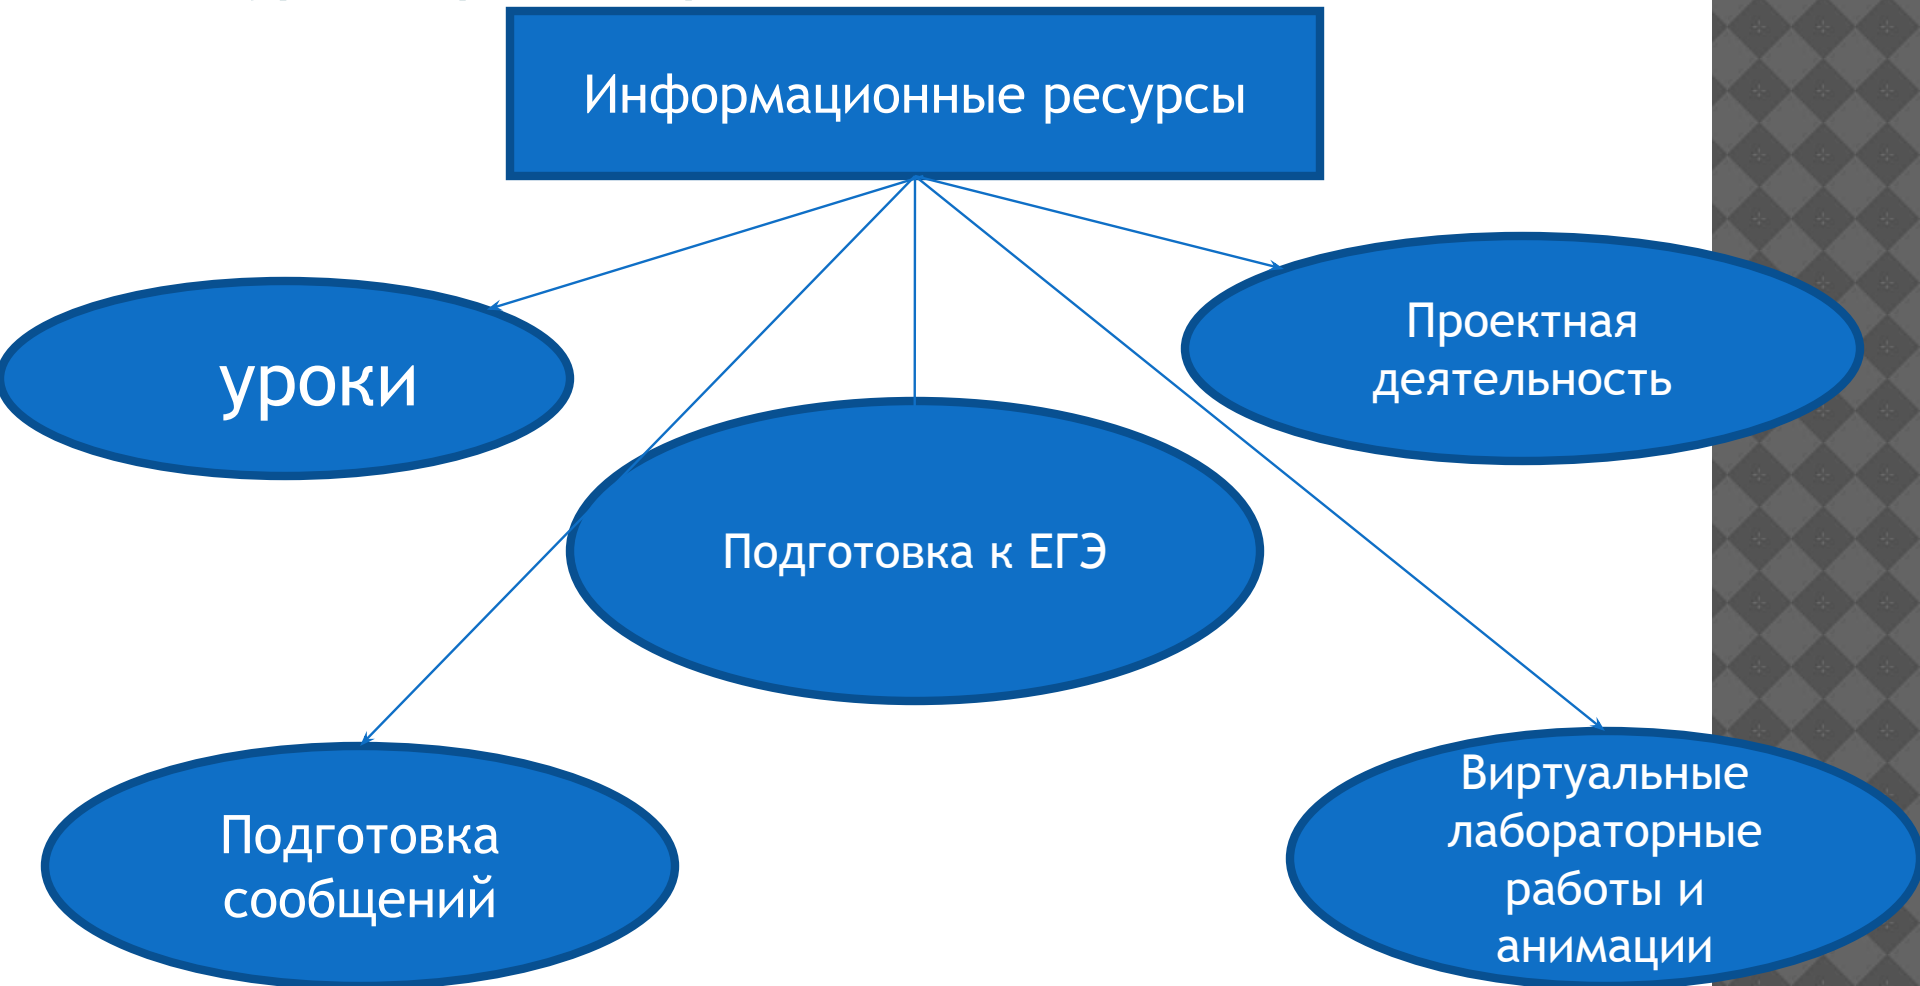 Информационные ресурсы
уроки
Проектная
деятельность
Подготовка к ЕГЭ
Подготовка
сообщений
Виртуальные
лабораторные
работы и
анимации